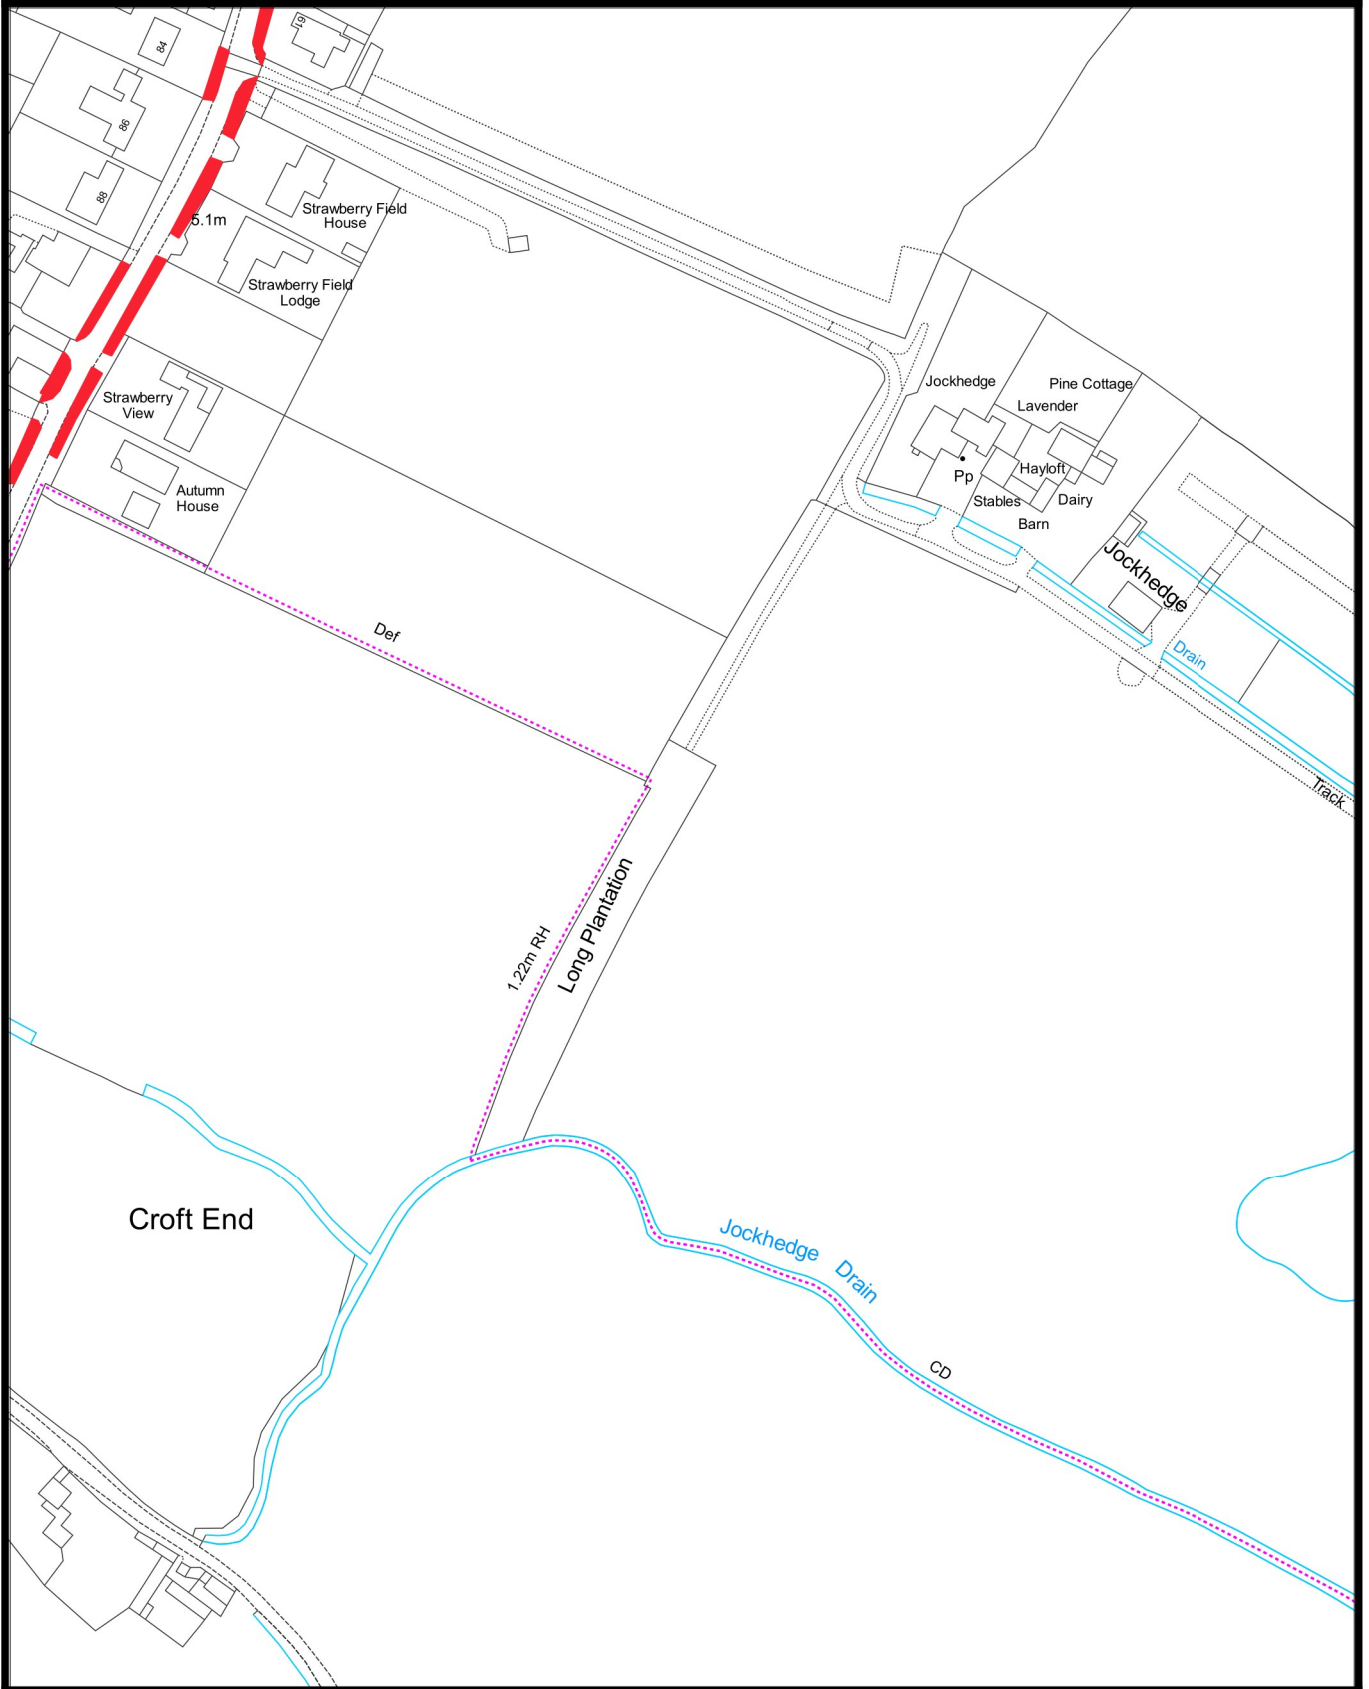 61
84
86
88
5.1m
Strawberry Field
House
Strawberry Field
Lodge
Strawberry
View
Autumn
House
Jockhedge
Pine Cottage
Lavender
Pp
Hayloft
Stables
Dairy
Barn
Jockhedge
Drain
Track
Def
Long Plantation
1.22m RH
Croft End
Jockhedge Drain
CD